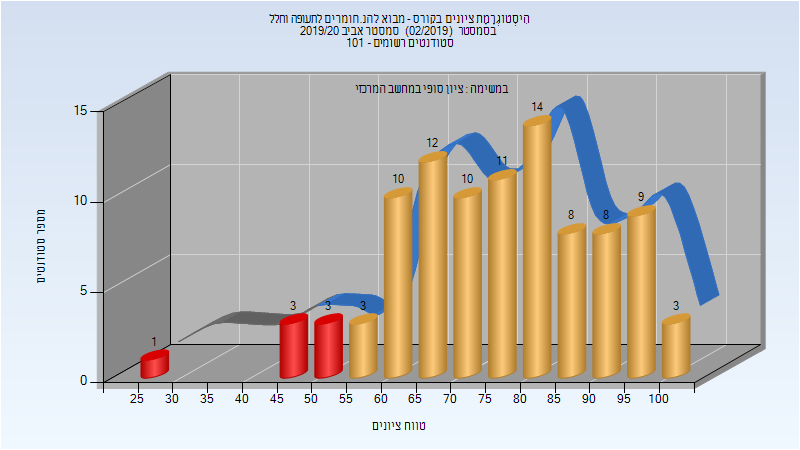 היסטוגרמת ציונים בקורס - מבוא להנ. חומרים לתעופה וחלל
בסמסטר (02/2019) סמסטר אביב 2019/20
סטודנטים רשומים - 101
במשימה : ציון סופי במחשב המרכזי
מספר סטודנטים
15
10
5
0
1
3
3
3
10
12
10
11
14
8
8
9
3
25 30 35 40 45 50 55 60 65 70 75 80 85 90 95 100
טווח ציונים